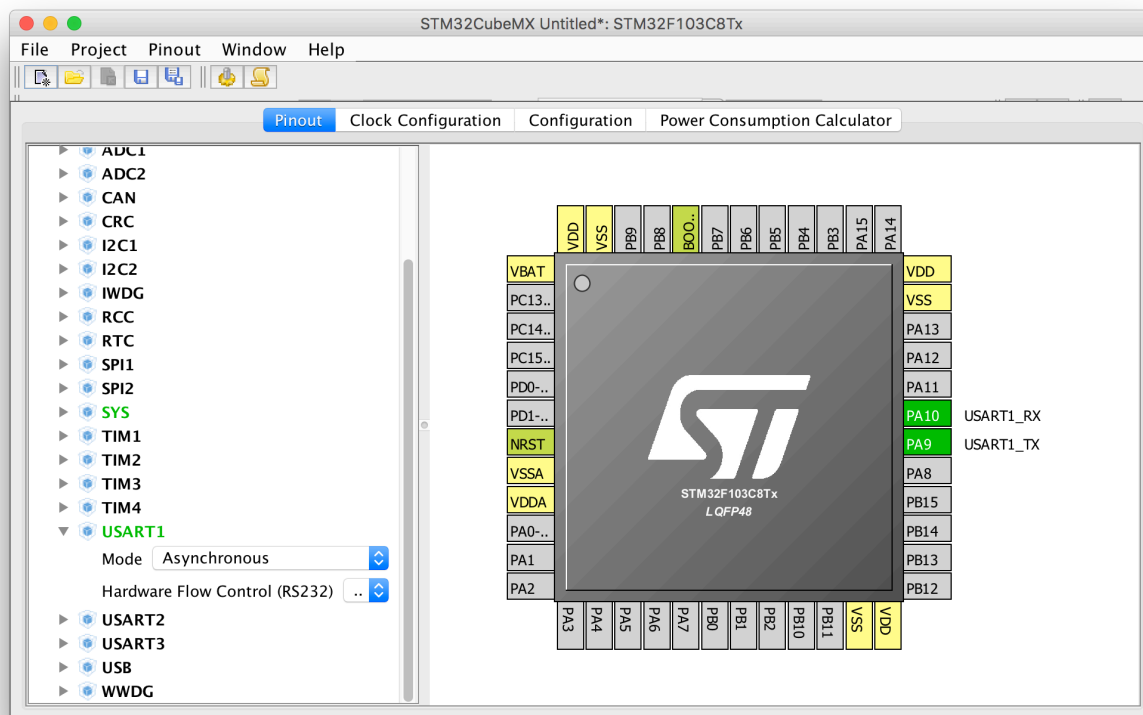 STM32CubeMX Untitled*: STM32F103C8Tx
File Project Pinout Window Help
Pinout Clock Configuration Configuration Power Consumption Calculator
ADC1
ADC2
CAN
CRC
I2C1
I2C2
IWDG
RCC
RTC
SPI1
SPI2
SYS
TIM1
TIM2
TIM3
TIM4
USART1
Mode Asynchronous
Hardware Flow Control (RS232) ..
USART2
USART3
USB
WWDG
VDD VSS PB9 PB8 BOO.. PB7 PB6 PB5 PB4 PB3 PA15 PA14
VBAT
PC13..
PC14..
PC15..
PD0-..
PD1-..
NRST
VSSA
VDDA
PA0-..
PA1
PA2
ST
STM32F103C8Tx
LQFP48
VDD
VSS
PA13
PA12
PA11
PA10 USART1_RX
PA9 USART1_TX
PA8
PB15
PB14
PB13
PB12
PA3 PA4 PA5 PA6 PA7 PB0 PB1 PB2 PB10 PB11 VSS VDD